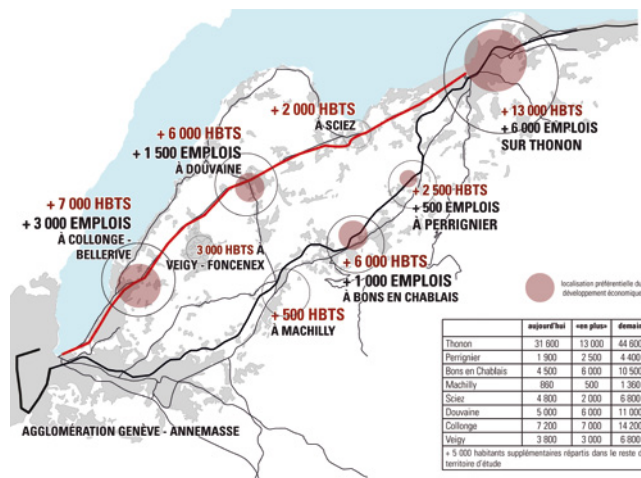 + 2 000 HBTS
À SCIEZ
+ 13 000 HBTS
+ 6 000 EMPLOIS
SUR THONON
+ 6 000 HBTS
+ 1 500 EMPLOIS
À DOUVAINE
+ 2 500 HBTS
+ 500 EMPLOIS
À PERRIGNIER
+ 7 000 HBTS
+ 3 000 EMPLOIS
À COLLONGE -
BELLERIVE
3 000 HBTS À
VEIGY - FONCENEX
+ 6 000 HBTS
+ 1 000 EMPLOIS
À BONS EN CHABLAIS
+ 500 HBTS
À MACHILLY
AGGLOMÉRATION GENÈVE - ANNEMASSE
localisation préférentielle du
développement économique
aujourd'hui «en plus» demain
Thonon 31 600 13 000 44 600
Perrignier 1 900 2 500 4 400
Bons en Chablais 4 500 6 000 10 500
Machilly 860 500 1 360
Sciez 4 800 2 000 6 800
Douvaine 5 000 6 000 11 000
Collonge 7 200 7 000 14 200
Veigy 3 800 3 000 6 800
+ 5 000 habitants supplémentaires répartis dans le reste d
territoire d'étude